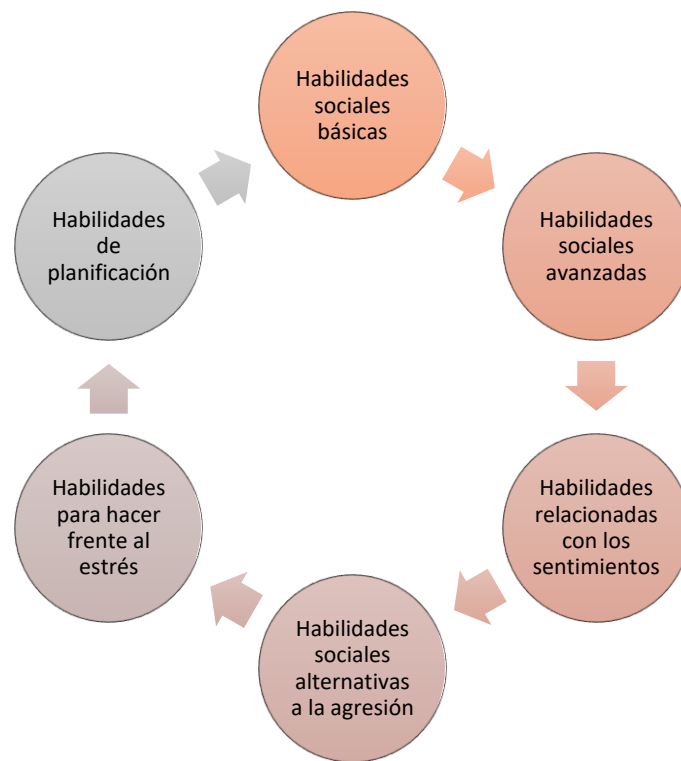 Habilidades
sociales
básicas
Habilidades
sociales
avanzadas
Habilidades
relacionadas
con los
sentimientos
Habilidades
sociales
alternativas
a la agresión
Habilidades
para hacer
frente al
estrés
Habilidades
de
planificación